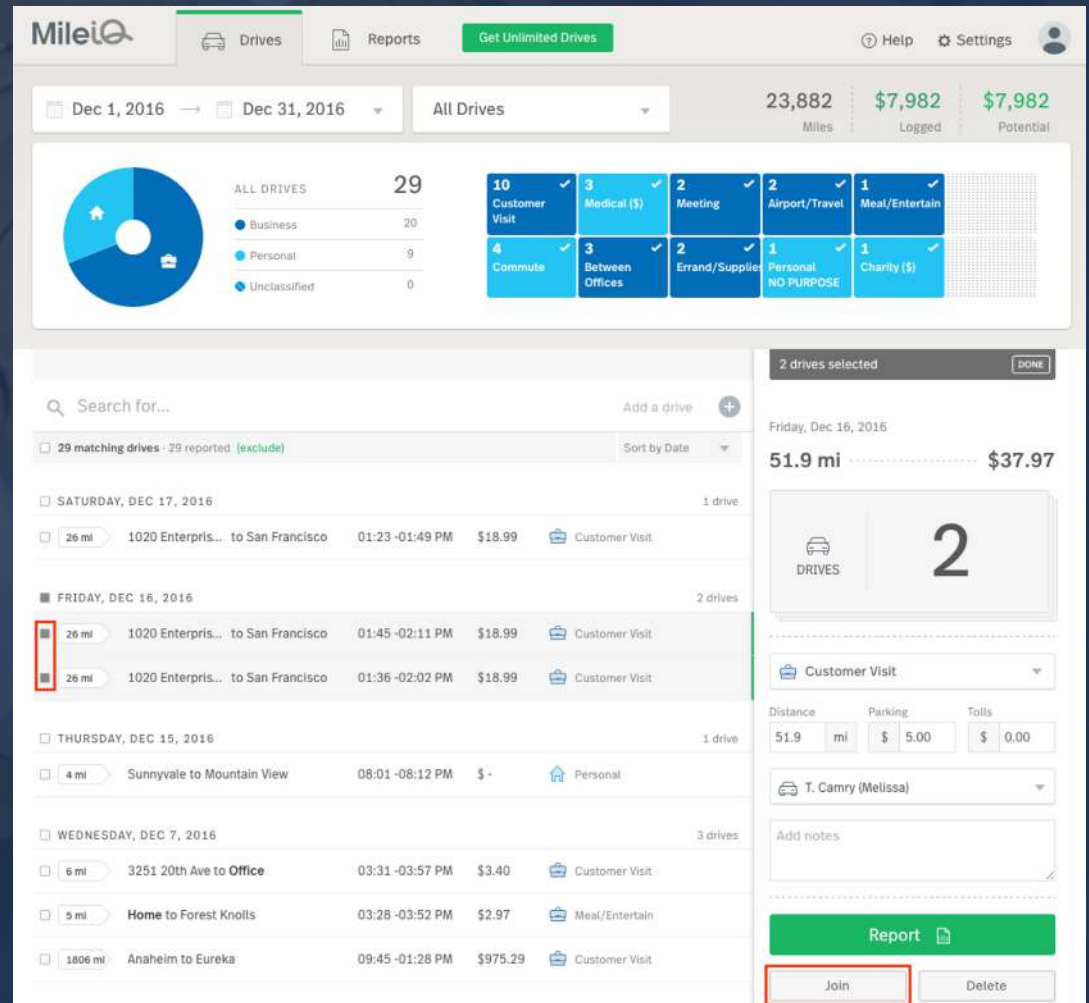 MileIQ
Drives
Reports
Get Unlimited Drives
? Help
Settings
Dec 1, 2016 → Dec 31, 2016
All Drives
23,882
Miles
$7,982
Logged
$7,982
Potential
ALL DRIVES 29
Business 20
Personal 9
Unclassified 0
10
Customer
Visit
3
Medical ($)
2
Meeting
2
Airport/Travel
1
Meal/Entertain
4
Commute
3
Between
Offices
2
Errand/Supplies
1
Personal
NO PURPOSE
1
Charity ($)
Search for...
Add a drive +
29 matching drives - 29 reported (exclude)
Sort by Date
SATURDAY, DEC 17, 2016 1 drive
26 mi 1020 Enterpris... to San Francisco 01:23 -01:49 PM $18.99 Customer Visit
FRIDAY, DEC 16, 2016 2 drives
26 mi 1020 Enterpris... to San Francisco 01:45 -02:11 PM $18.99 Customer Visit
26 mi 1020 Enterpris... to San Francisco 01:36 -02:02 PM $18.99 Customer Visit
THURSDAY, DEC 15, 2016 1 drive
4 mi Sunnyvale to Mountain View 08:01 -08:12 PM $ - Personal
WEDNESDAY, DEC 7, 2016 3 drives
6 mi 3251 20th Ave to Office 03:31 -03:57 PM $3.40 Customer Visit
5 mi Home to Forest Knolls 03:28 -03:52 PM $2.97 Meal/Entertain
1806 mi Anaheim to Eureka 09:45 -01:28 PM $975.29 Customer Visit
2 drives selected DONE
Friday, Dec 16, 2016
51.9 mi $37.97
DRIVES
2
Customer Visit
Distance Parking Tolls
51.9 mi $ 5.00 $ 0.00
T. Camry (Melissa)
Add notes
Report
Join Delete